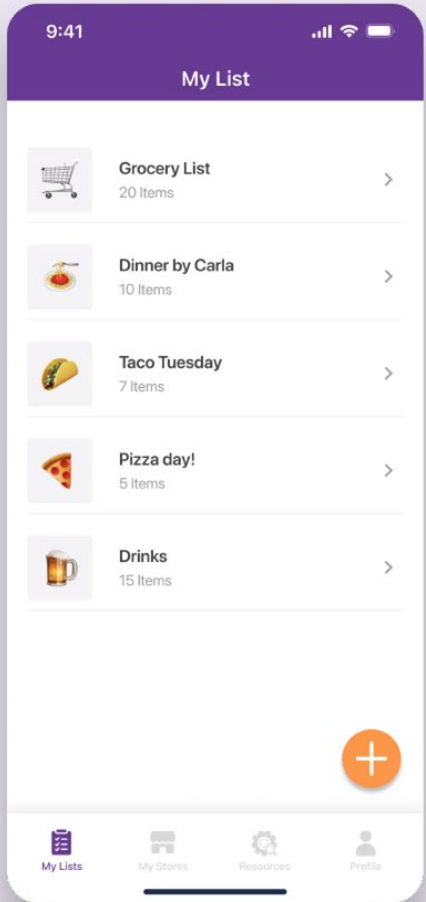 9:41
My List
Grocery List
20 Items
Dinner by Carla
10 Items
Taco Tuesday
7 Items
Pizza day!
5 Items
Drinks
15 Items
My Lists
My Stores
Resources
Profile